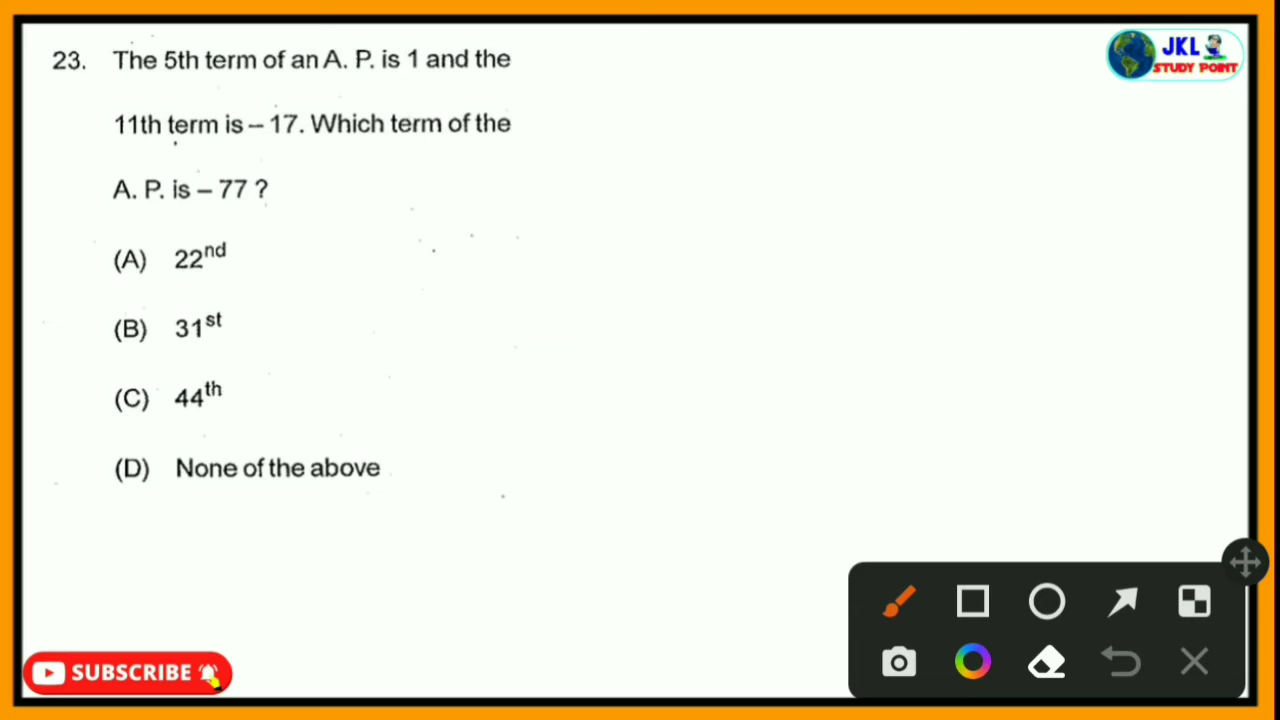 JKL
STUDY POINT
23. The 5th term of an A. P. is 1 and the
11th term is – 17. Which term of the
A. P. is – 77 ?
(A) 22nd
(B) 31st
(C) 44th
(D) None of the above
SUBSCRIBE